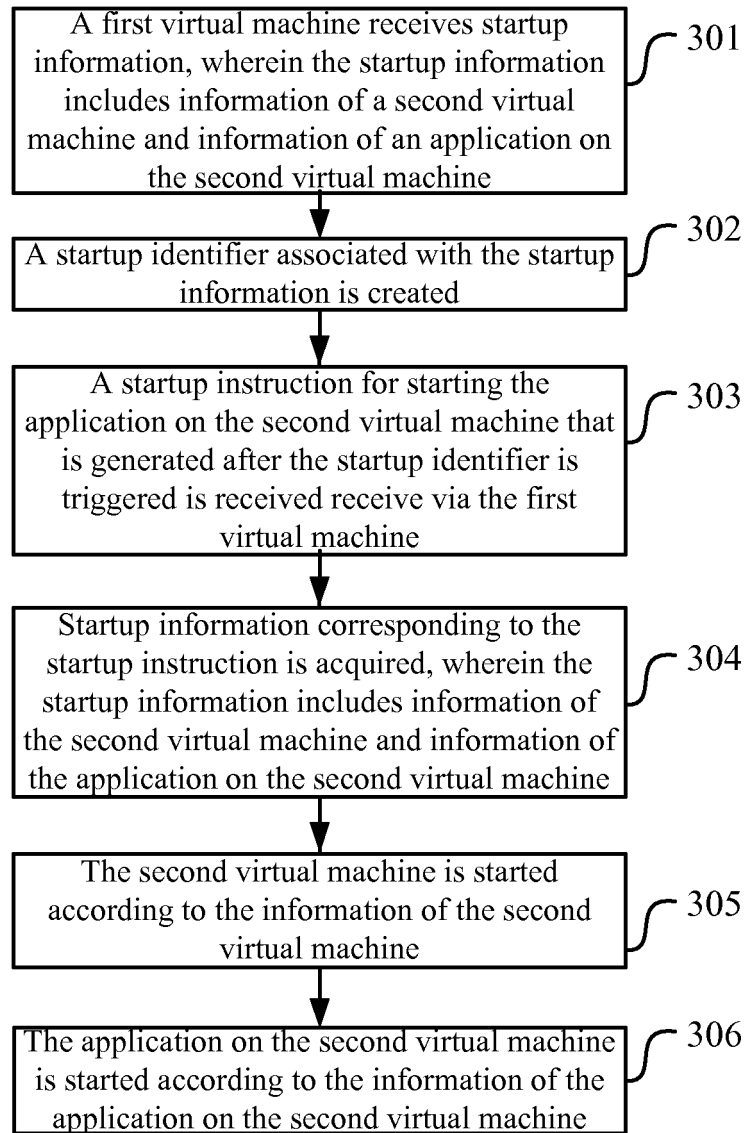 A first virtual machine receives startup
information, wherein the startup information
includes information of a second virtual
machine and information of an application on
the second virtual machine
301
A startup identifier associated with the startup
information is created
302
A startup instruction for starting the
application on the second virtual machine that
is generated after the startup identifier is
triggered is received receive via the first
virtual machine
303
Startup information corresponding to the
startup instruction is acquired, wherein the
startup information includes information of
the second virtual machine and information of
the application on the second virtual machine
304
The second virtual machine is started
according to the information of the second
virtual machine
305
The application on the second virtual machine
is started according to the information of the
application on the second virtual machine
306